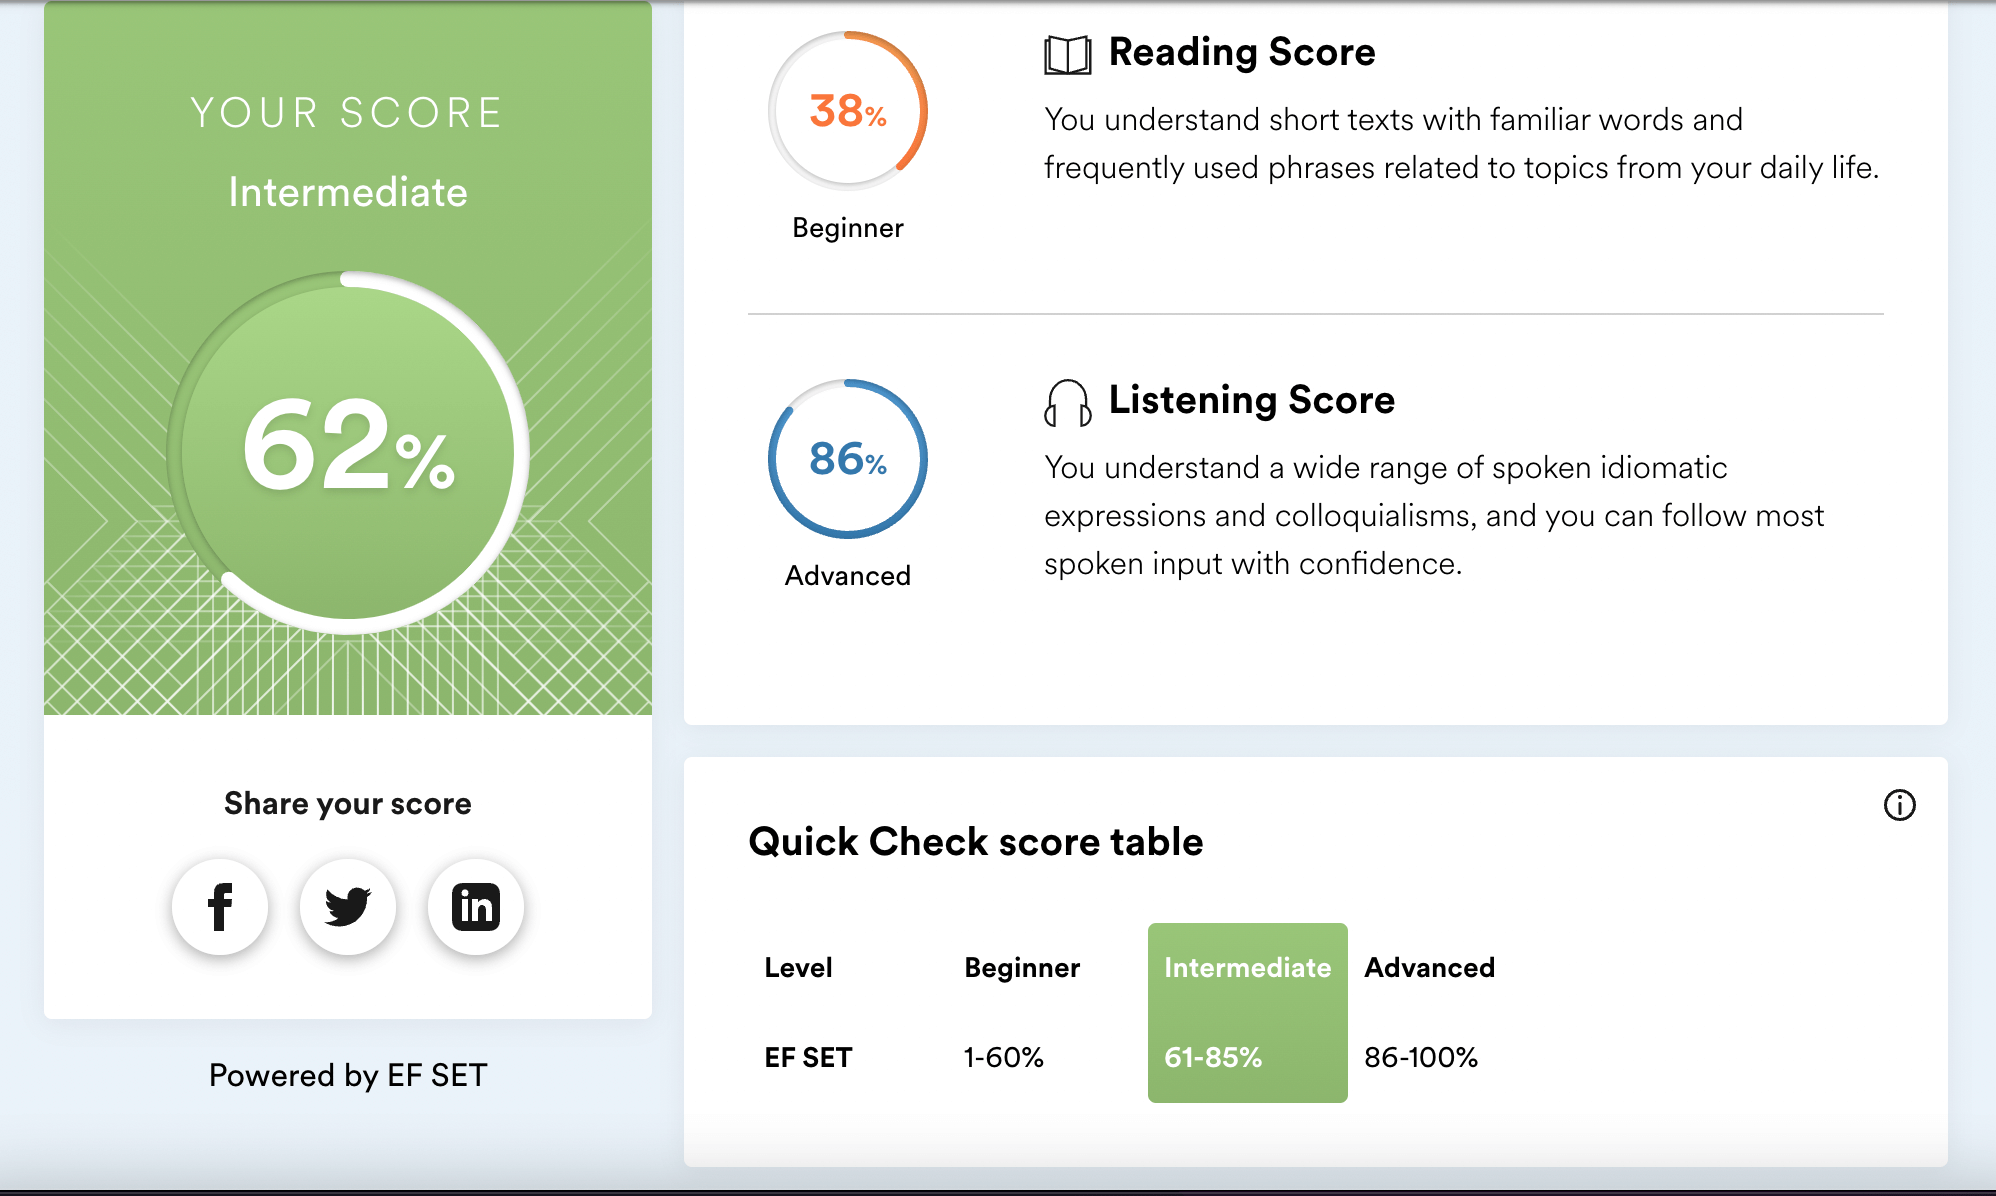 YOUR SCORE
Intermediate
62%
Share your score
f
in
Powered by EF SET
38%
Beginner
Reading Score
You understand short texts with familiar words and
frequently used phrases related to topics from your daily life.
86%
Advanced
Listening Score
You understand a wide range of spoken idiomatic
expressions and colloquialisms, and you can follow most
spoken input with confidence.
Quick Check score table
i
Level Beginner Intermediate Advanced
EF SET 1-60% 61-85% 86-100%